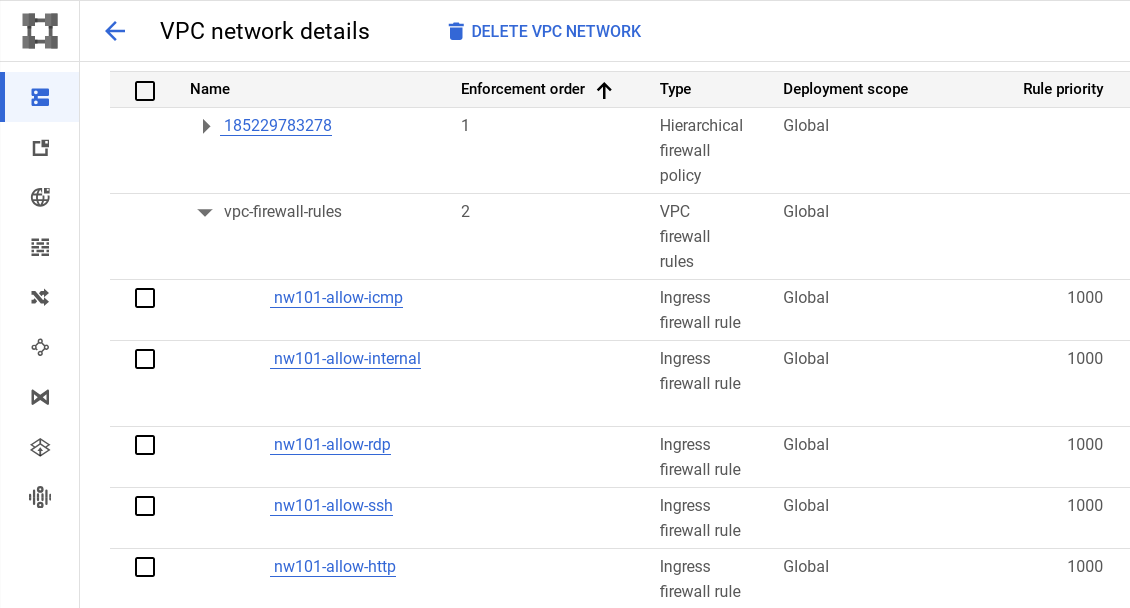 VPC network details
DELETE VPC NETWORK
Name Enforcement order Type Deployment scope Rule priority
185229783278 1 Hierarchical Global
firewall
policy
vpc-firewall-rules 2 VPC Global
firewall
rules
nw101-allow-icmp Ingress Global 1000
firewall rule
nw101-allow-internal Ingress Global 1000
firewall rule
nw101-allow-rdp Ingress Global 1000
firewall rule
nw101-allow-ssh Ingress Global 1000
firewall rule
nw101-allow-http Ingress Global 1000
firewall rule